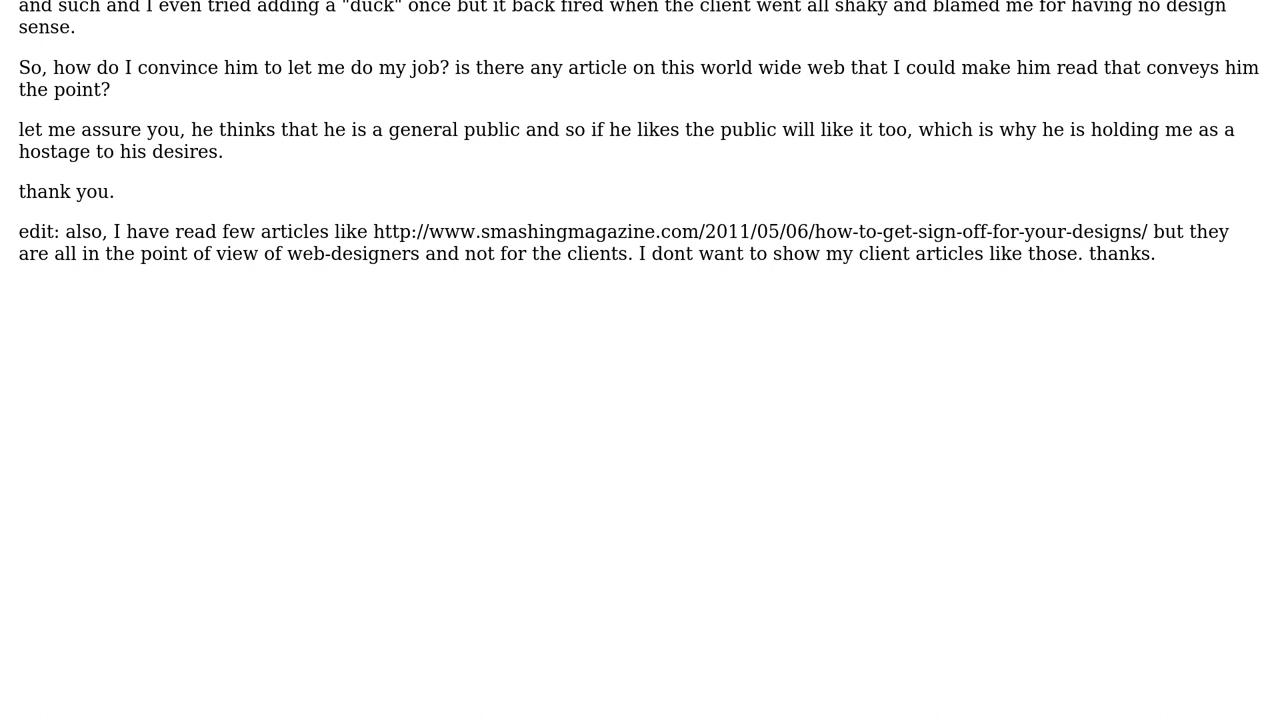 and such and I even tried adding a "duck" once but it back fired when the client went all shaky and blamed me for having no design
sense.
So, how do I convince him to let me do my job? is there any article on this world wide web that I could make him read that conveys him
the point?
let me assure you, he thinks that he is a general public and so if he likes the public will like it too, which is why he is holding me as a
hostage to his desires.
thank you.
edit: also, I have read few articles like http://www.smashingmagazine.com/2011/05/06/how-to-get-sign-off-for-your-designs/ but they
are all in the point of view of web-designers and not for the clients. I dont want to show my client articles like those. thanks.